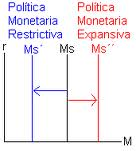 Política
Monetaria
Restrictiva
Política
Monetaria
Expansiva
r
Ms´
Ms
Ms´´
M